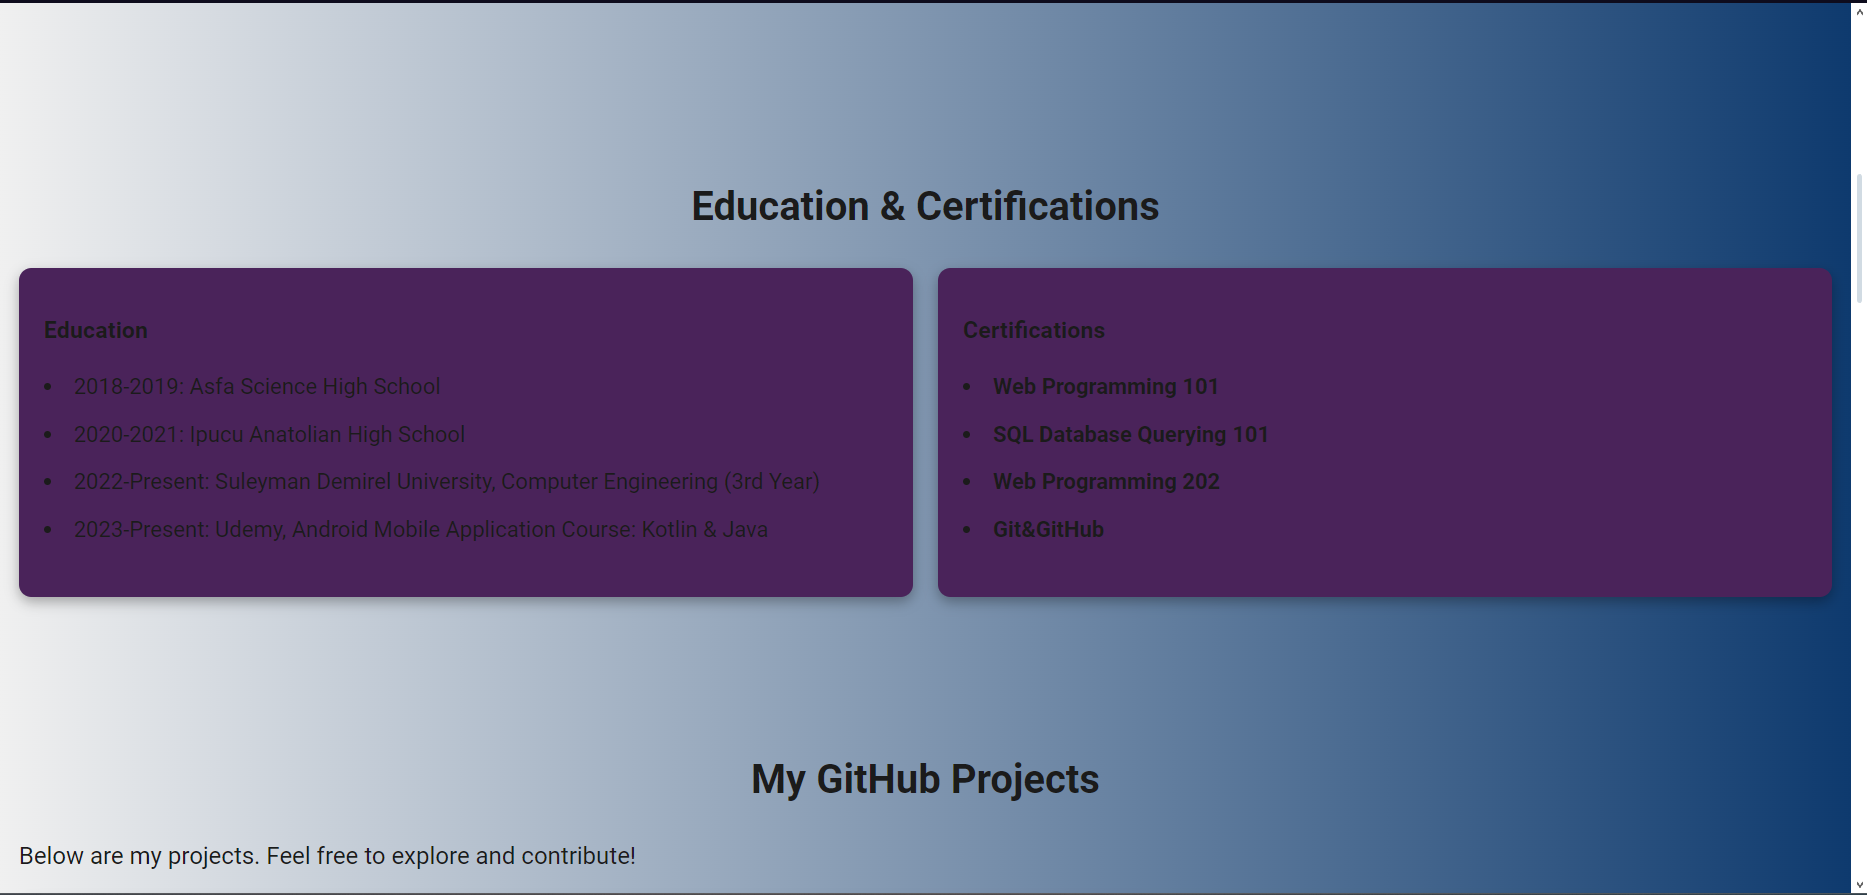 Education & Certifications
Education
2018-2019: Asfa Science High School
2020-2021: Ipucu Anatolian High School
2022-Present: Suleyman Demirel University, Computer Engineering (3rd Year)
2023-Present: Udemy, Android Mobile Application Course: Kotlin & Java
Certifications
Web Programming 101
SQL Database Querying 101
Web Programming 202
Git&GitHub
My GitHub Projects
Below are my projects. Feel free to explore and contribute!